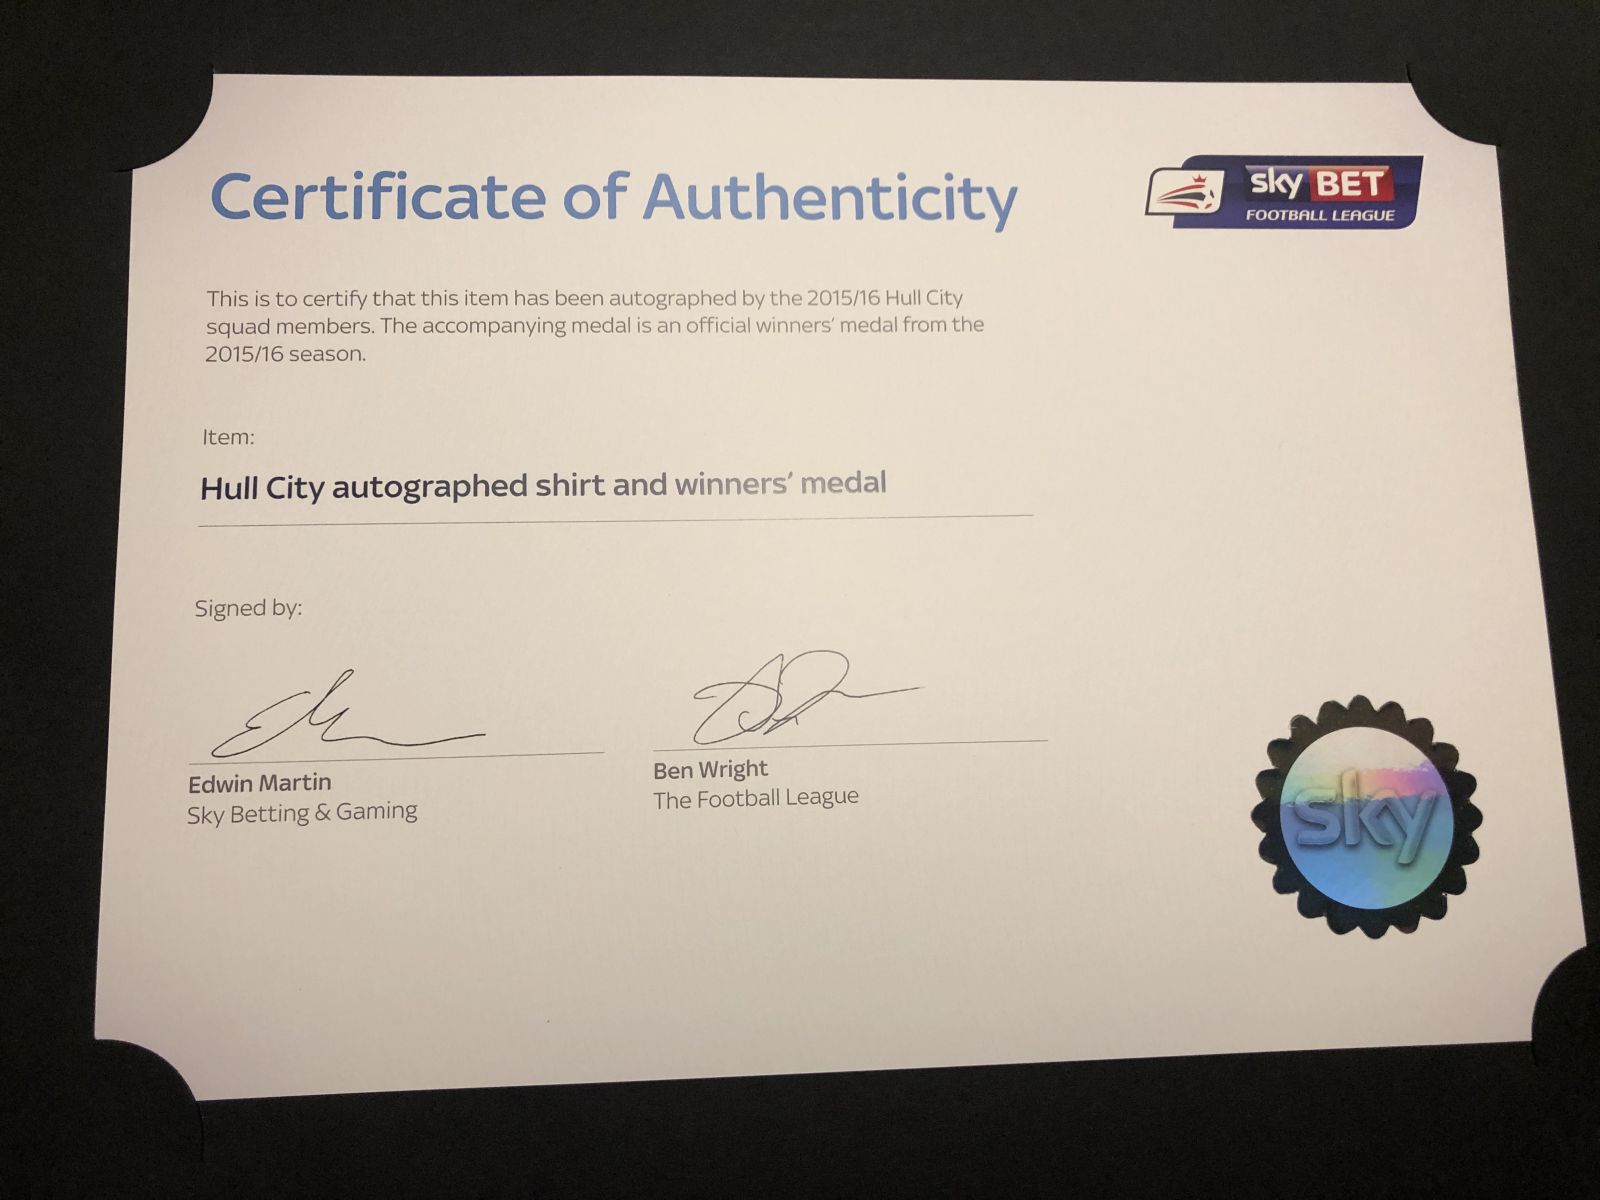 Certificate of Authenticity
sky BET
FOOTBALL LEAGUE
This is to certify that this item has been autographed by the 2015/16 Hull City
squad members. The accompanying medal is an official winners' medal from the
2015/16 season.
Item:
Hull City autographed shirt and winners' medal
Signed by:
Edwin Martin
Sky Betting & Gaming
Ben Wright
The Football League
sky